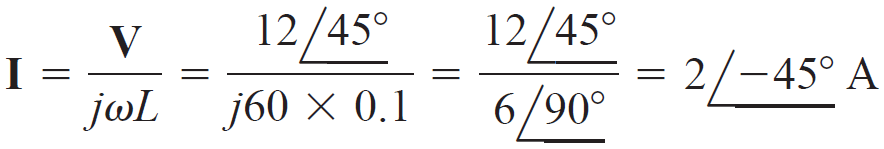 I = V / jωL = 12∠45° / j60 × 0.1 = 12∠45° / 6∠90° = 2∠−45° A